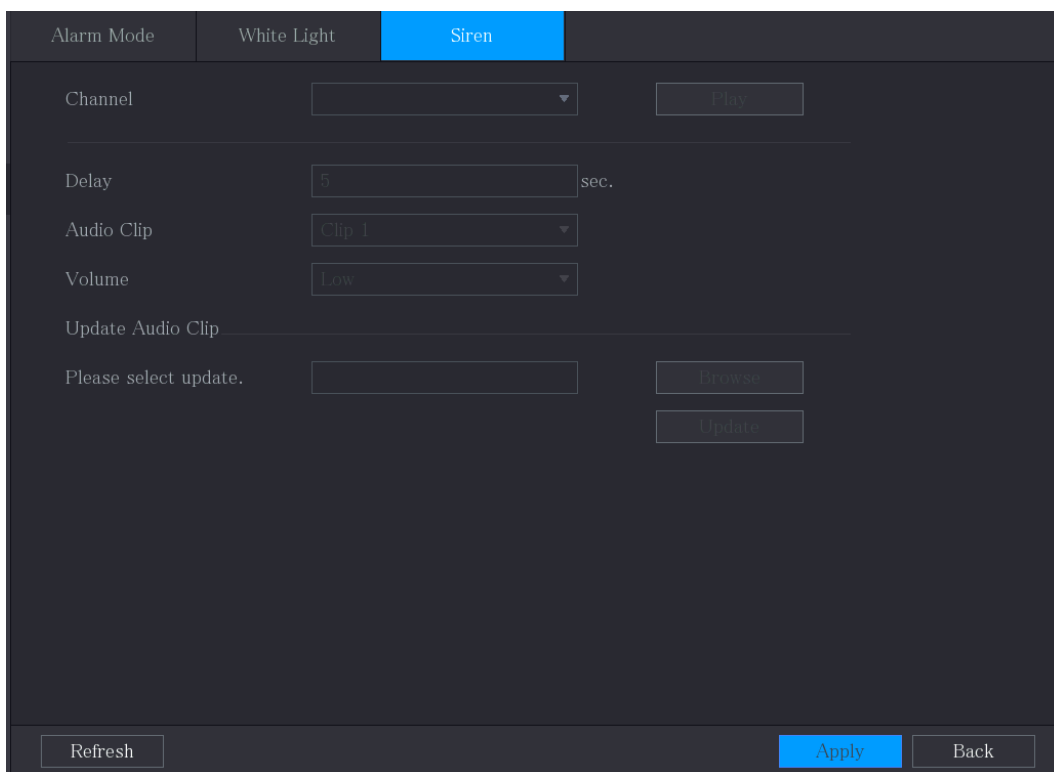 Alarm Mode White Light Siren
Channel Play
Delay 5 sec.
Audio Clip Clip 1
Volume Low
Update Audio Clip
Please select update. Browse
Update
Refresh Apply Back